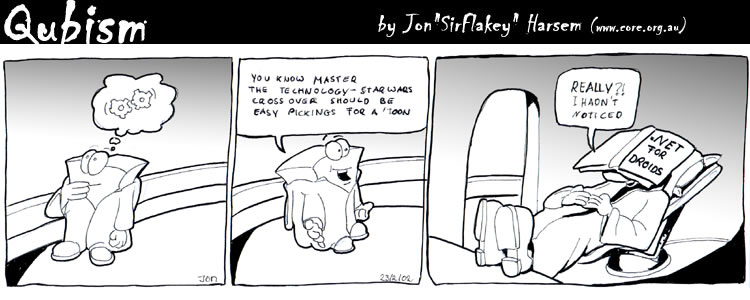 Qubism
by Jon"SirFlakey" Harsem (www.core.org.au)
YOU KNOW MASTER
THE TECHNOLOGY-STARWARS
CROSS OVER SHOULD BE
EASY PICKINGS FOR A 'TOON
REALLY?!
I HADN'T
NOTICED
.NET
FOR
DROIDS
JON
23/2/02